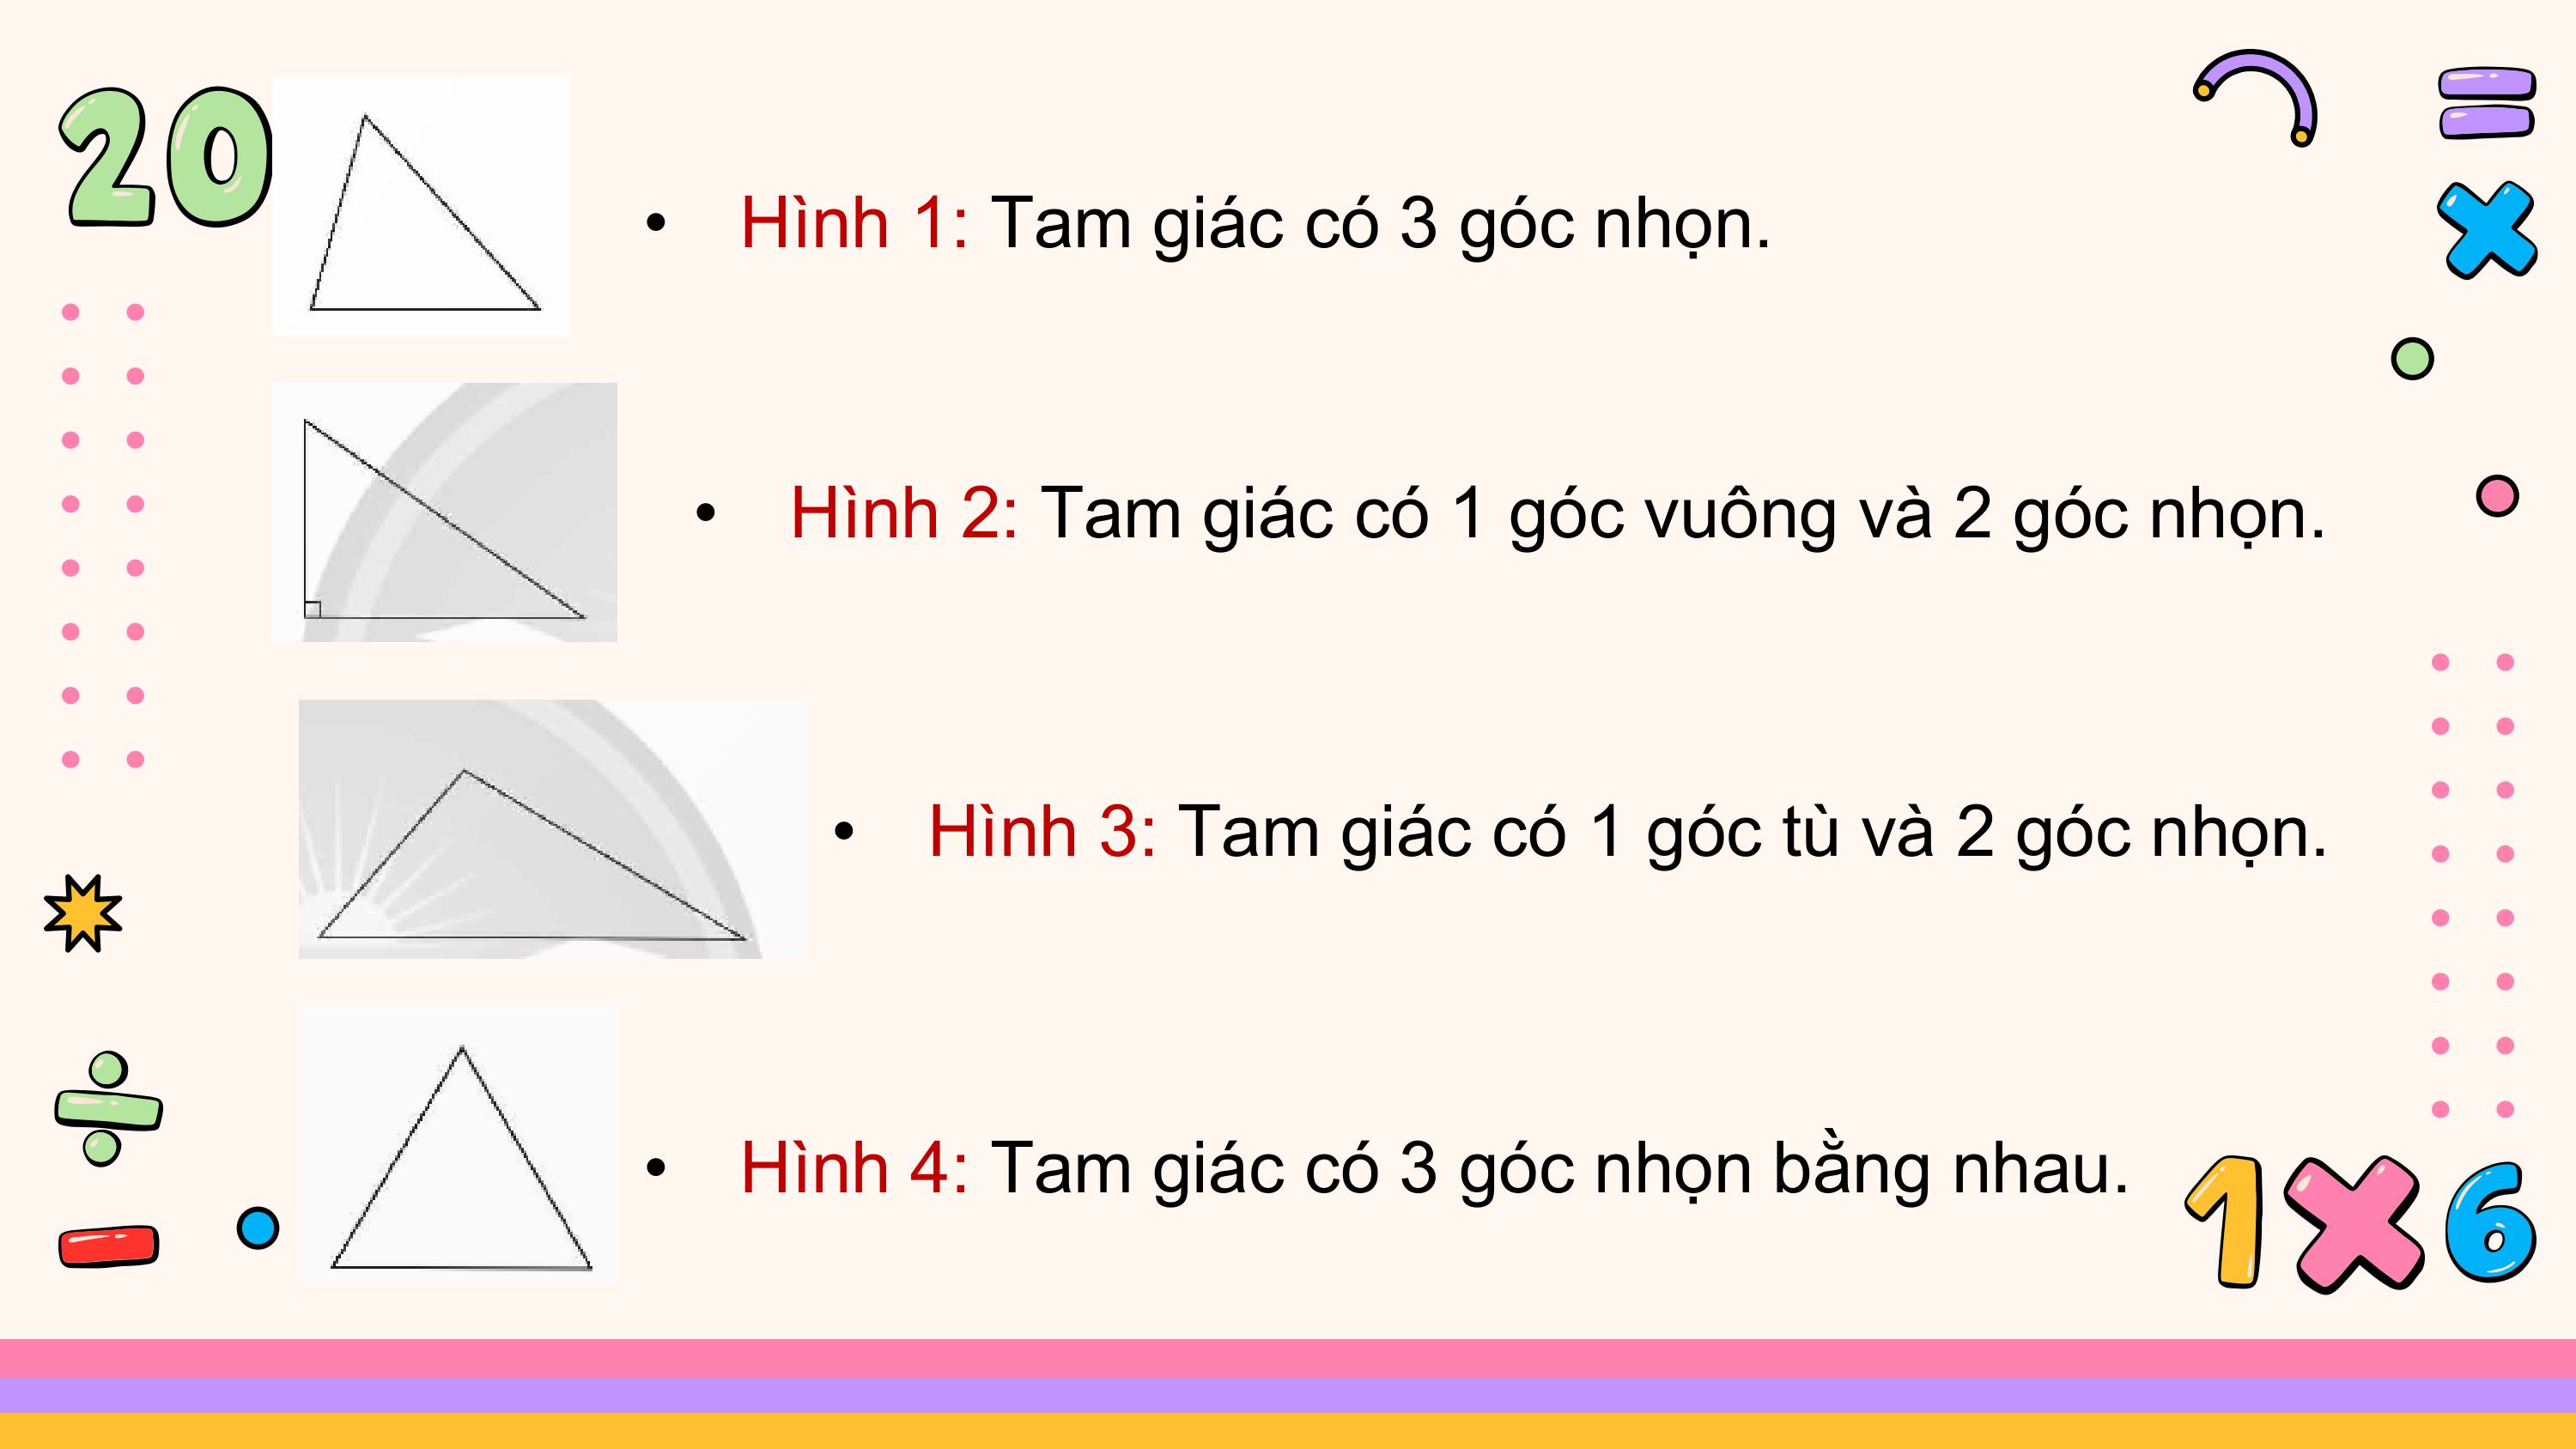 20
• Hình 1: Tam giác có 3 góc nhọn.
• Hình 2: Tam giác có 1 góc vuông và 2 góc nhọn.
• Hình 3: Tam giác có 1 góc tù và 2 góc nhọn.
• Hình 4: Tam giác có 3 góc nhọn bằng nhau.
1×6